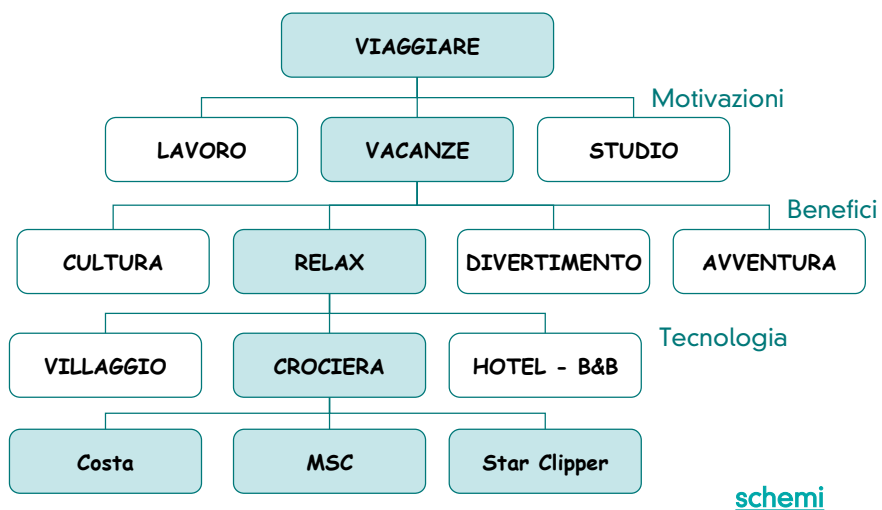 VIAGGIARE
Motivazioni
LAVORO
VACANZE
STUDIO
Benefici
CULTURA
RELAX
DIVERTIMENTO
AVVENTURA
Tecnologia
VILLAGGIO
CROCIERA
HOTEL - B&B
Costa
MSC
Star Clipper
schemi